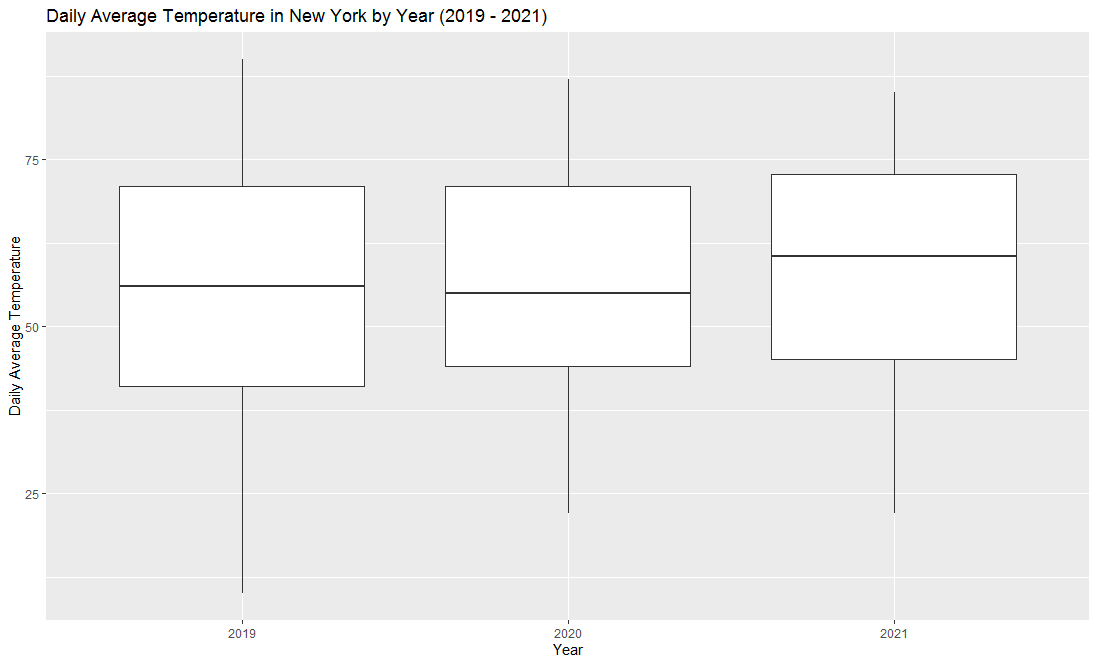 Daily Average Temperature in New York by Year (2019 - 2021)
Daily Average Temperature
75
50
25
2019 2020 2021
Year